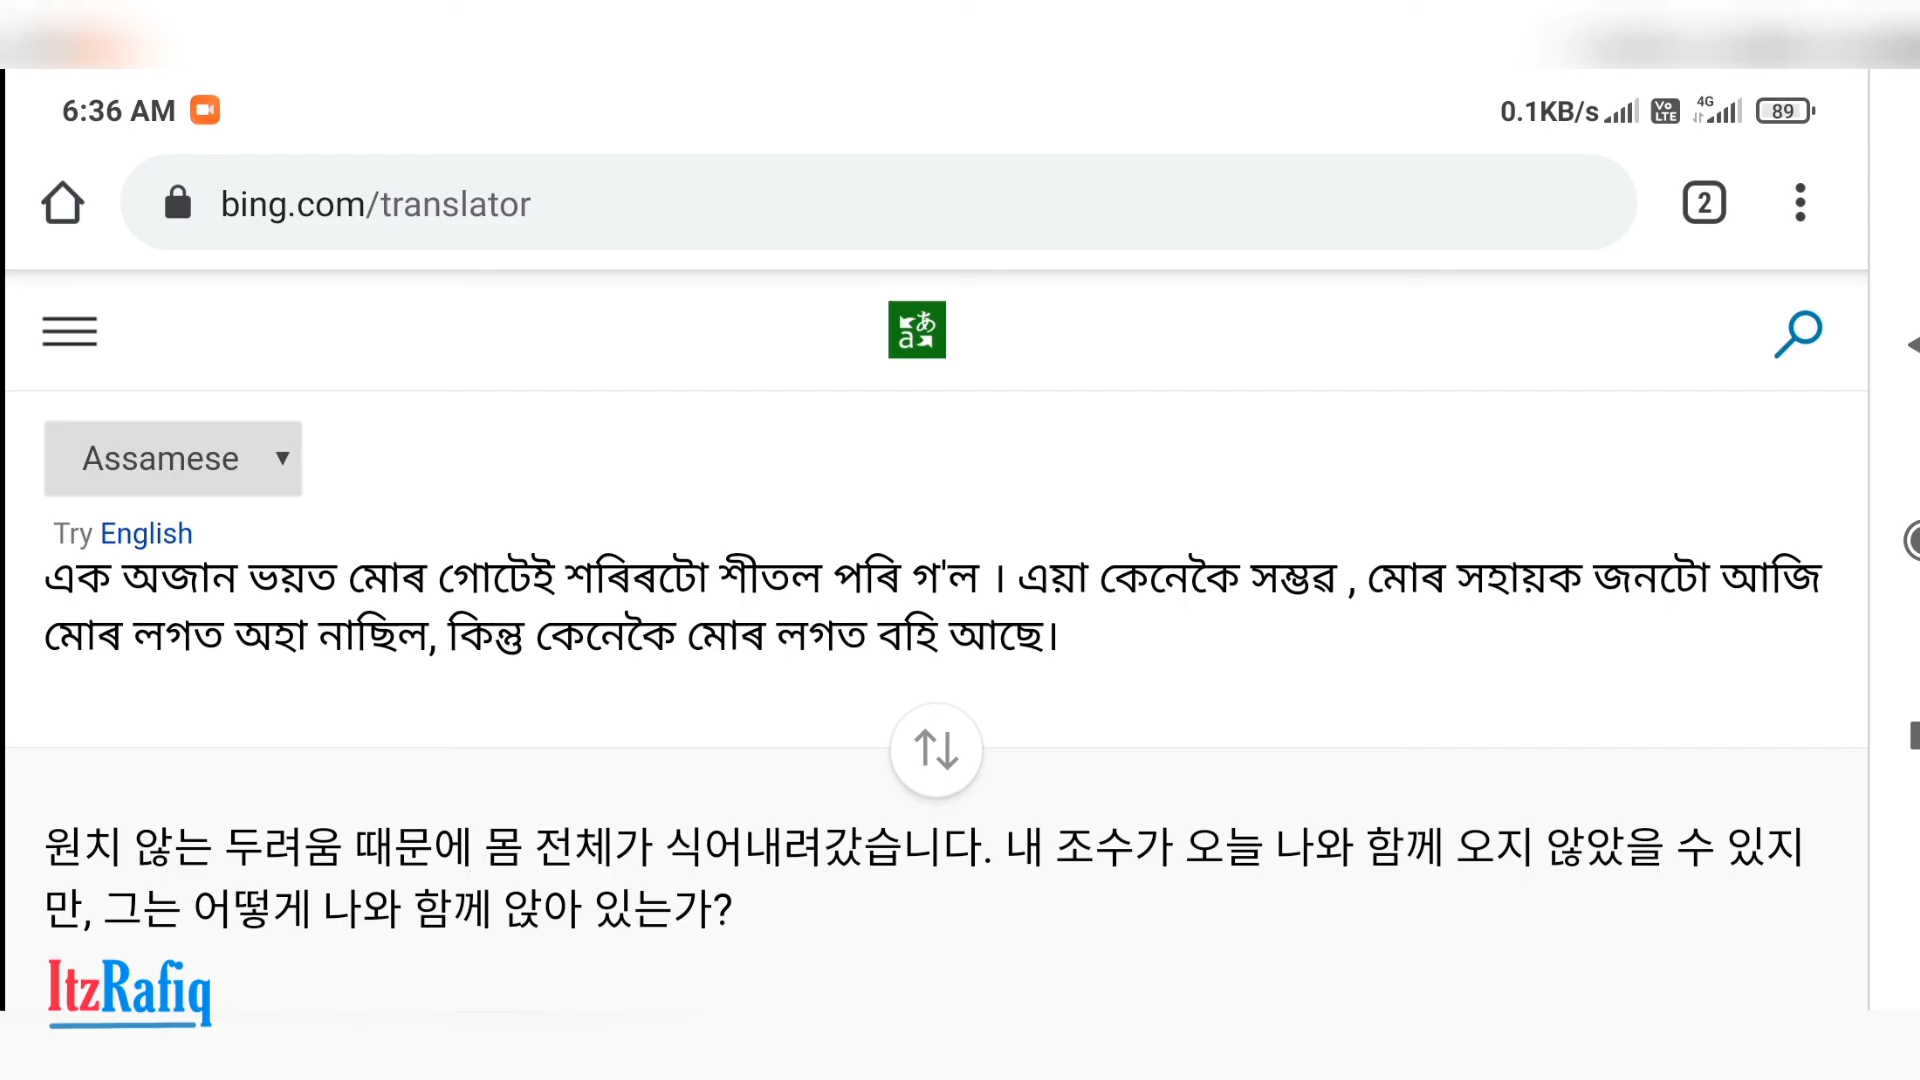 6:36 AM 0.1KB/s Vo LTE 4G 89
bing.com/translator 2
Assamese
Try English
এক অজান ভয়ত মোৰ গোটেই শৰিৰটো শীতল পৰি গ'ল । এয়া কেনেকৈ সম্ভৱ , মোৰ সহায়ক জনটো আজি
মোৰ লগত অহা নাছিল, কিন্তু কেনেকৈ মোৰ লগত বহি আছে।
원치 않는 두려움 때문에 몸 전체가 식어내려갔습니다. 내 조수가 오늘 나와 함께 오지 않았을 수 있지
만, 그는 어떻게 나와 함께 앉아 있는가?
ItzRafiq